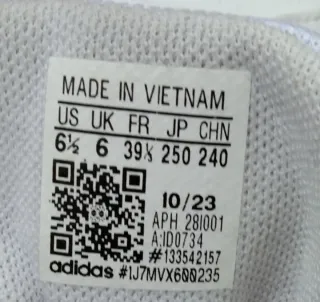 MADE IN VIETNAM
US UK FR JP CHN
6½ 6 39⅓ 250 240
10/23
APH 28I001
A:ID0734
#133542157
adidas #IJ7MVX600235